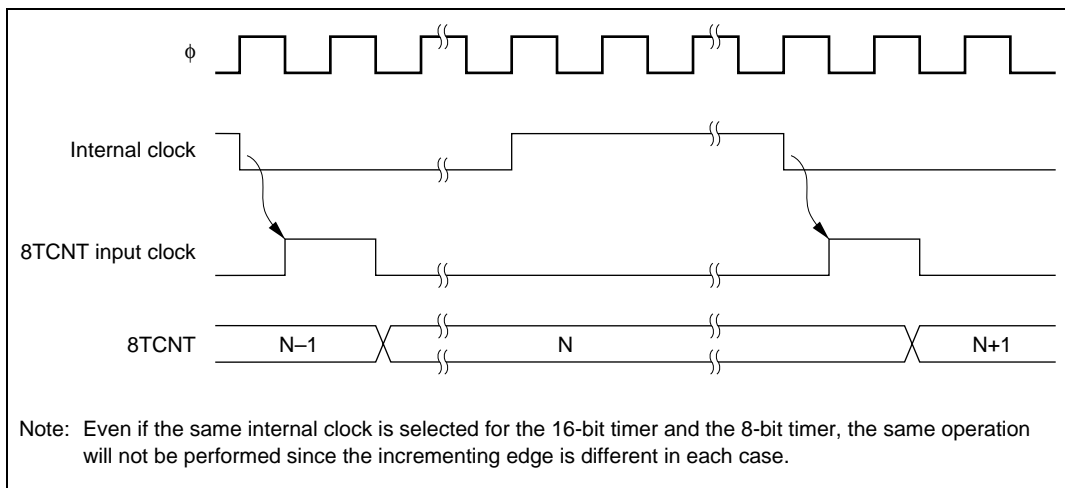 ϕ
Internal clock
8TCNT input clock
8TCNT
N–1
N
N+1
Note: Even if the same internal clock is selected for the 16-bit timer and the 8-bit timer, the same operation
will not be performed since the incrementing edge is different in each case.